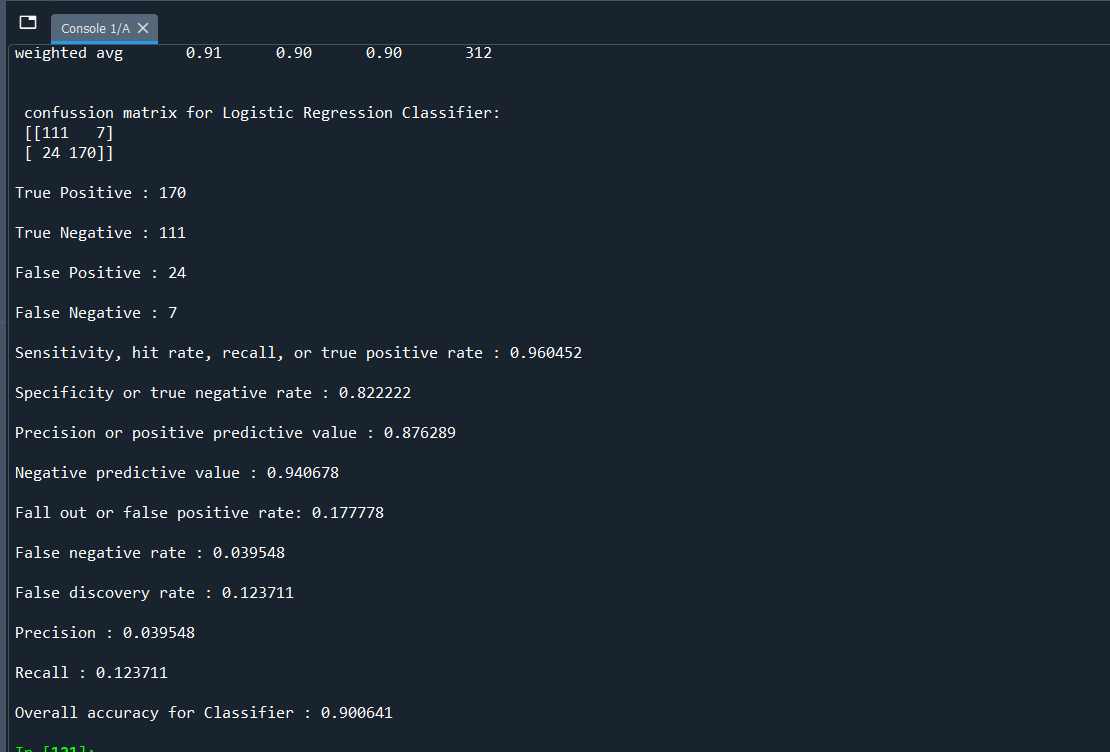 Console 1/A
weighted avg 0.91 0.90 0.90 312
confussion matrix for Logistic Regression Classifier:
[[111 7]
[ 24 170]]
True Positive : 170
True Negative : 111
False Positive : 24
False Negative : 7
Sensitivity, hit rate, recall, or true positive rate : 0.960452
Specificity or true negative rate : 0.822222
Precision or positive predictive value : 0.876289
Negative predictive value : 0.940678
Fall out or false positive rate: 0.177778
False negative rate : 0.039548
False discovery rate : 0.123711
Precision : 0.039548
Recall : 0.123711
Overall accuracy for Classifier : 0.900641
In [121]: